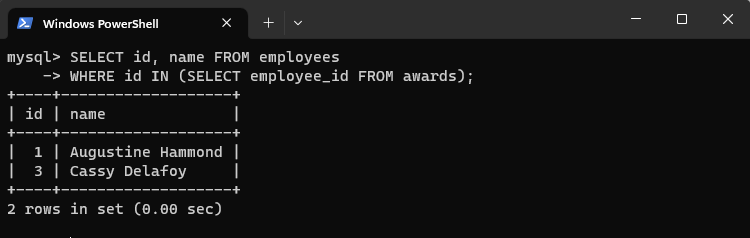 Windows PowerShell
mysql> SELECT id, name FROM employees
    -> WHERE id IN (SELECT employee_id FROM awards);
+----+-------------------+
| id | name              |
+----+-------------------+
|  1 | Augustine Hammond |
|  3 | Cassy Delafoy     |
+----+-------------------+
2 rows in set (0.00 sec)